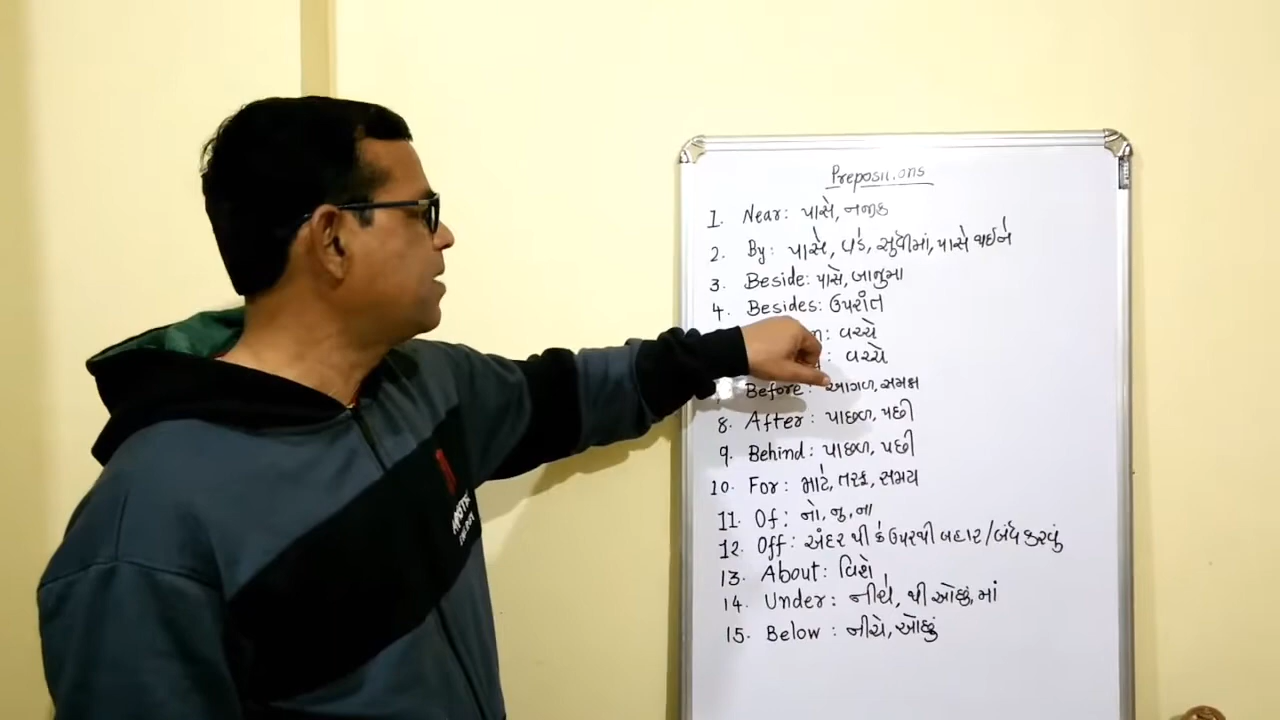 Prepositions
1. Near: પાસે, નજીક
2. By: પાસે, વડે, સુધીમાં, પાસે થઈને
3. Beside: પાસે, બાજુમાં
4. Besides: ઉપરાંત
: વચ્ચે
: વચ્ચે
Before: આગળ, સમક્ષ
8. After: પાછળ, પછી
9. Behind: પાછળ, પછી
10. For: માટે, તરફ, સમય
11. Of: નો, નુ, ના
12. Off: અંદર થી કે ઉપરથી બહાર/બંધ કરવું
13. About: વિશે
14. Under: નીચે, થી ઓછું, માં
15. Below: નીચે, ઓછું